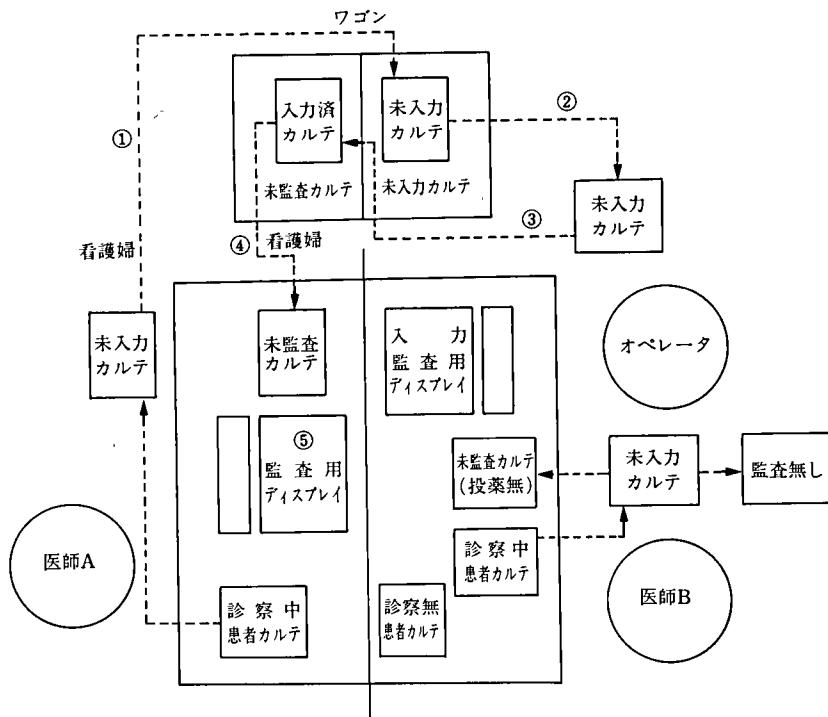 ワゴン
①
入力済
カルテ
未入力
カルテ
②
未監査カルテ
未入力カルテ
③
未入力
カルテ
看護婦
④
看護婦
未入力
カルテ
未監査
カルテ
入力
監査用
ディスプレイ
オペレータ
⑤
監査用
ディスプレイ
未監査カルテ
(投薬無)
未入力
カルテ
監査無し
医師A
診察中
患者カルテ
診察無
患者カルテ
診察中
患者カルテ
医師B